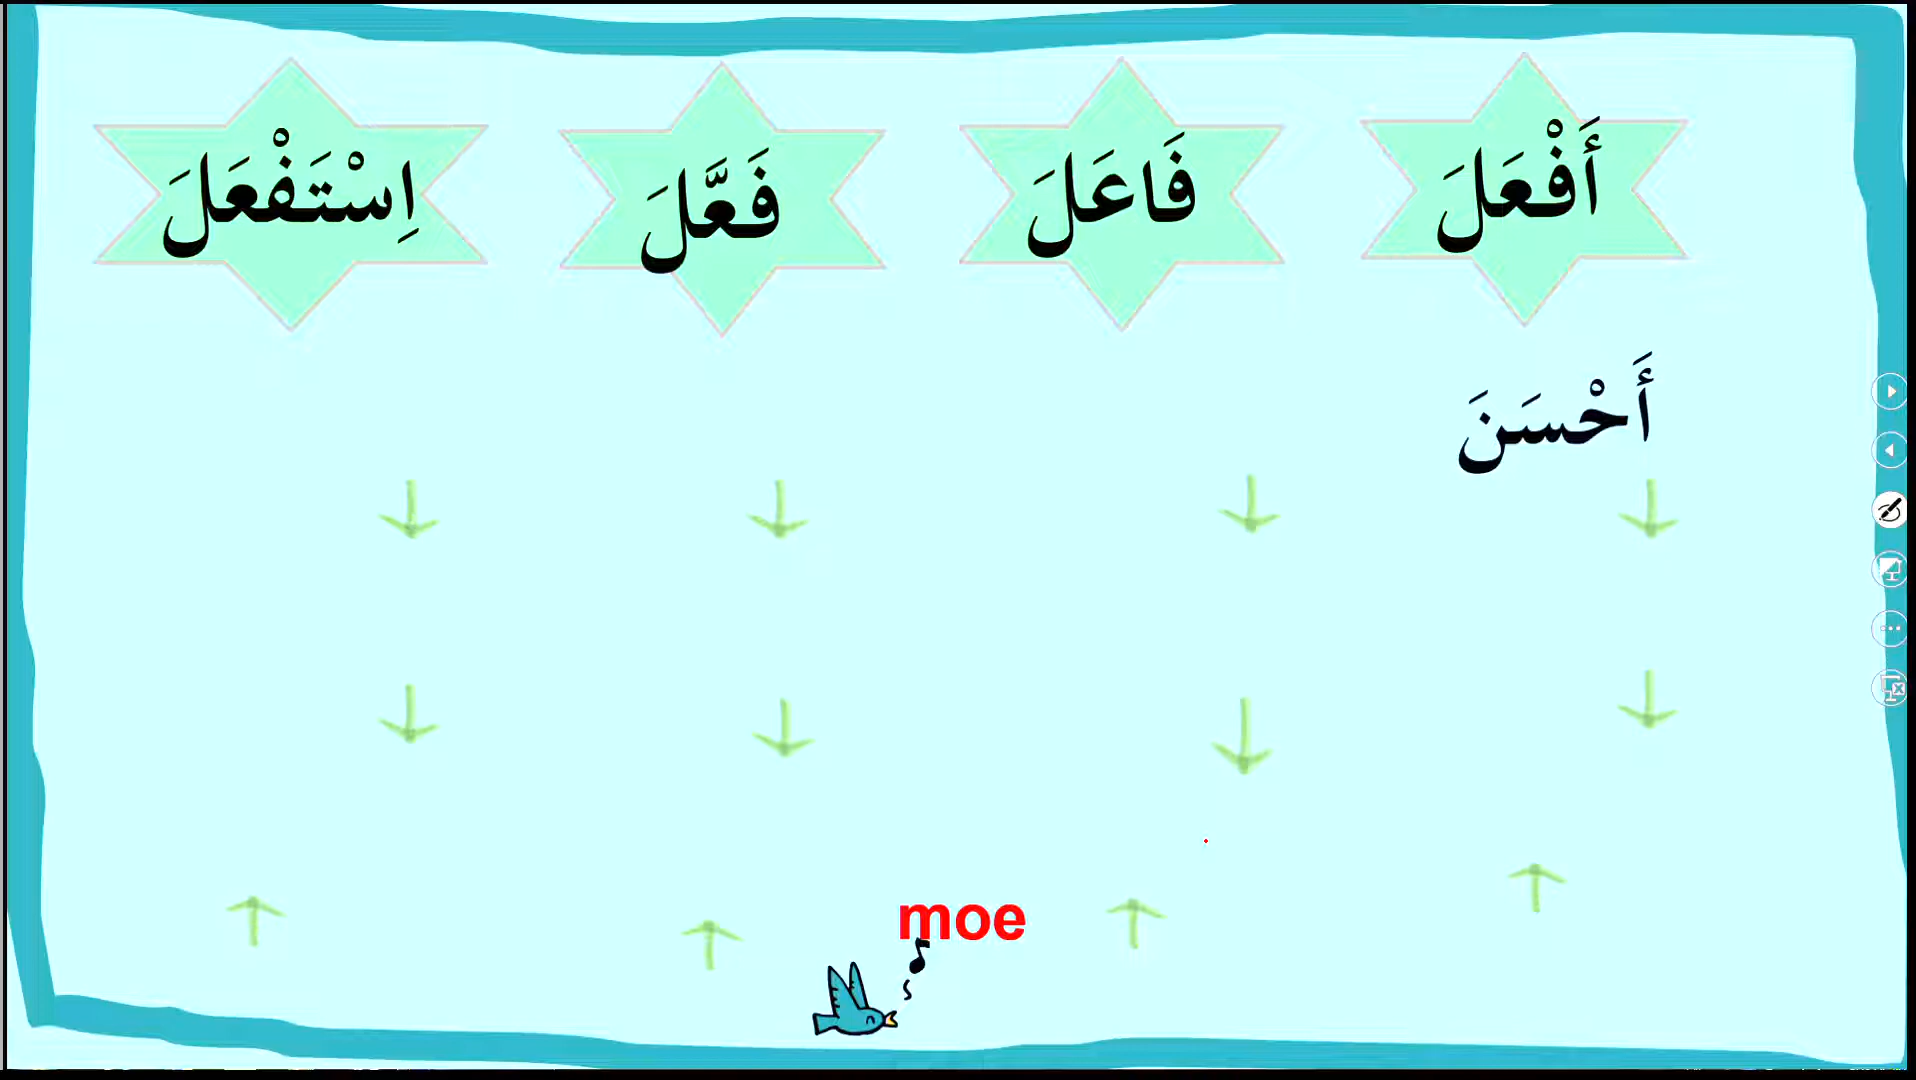 أَفْعَلَ فَاعَلَ فَعَّلَ اِسْتَفْعَلَ
أَحْسَنَ
moe